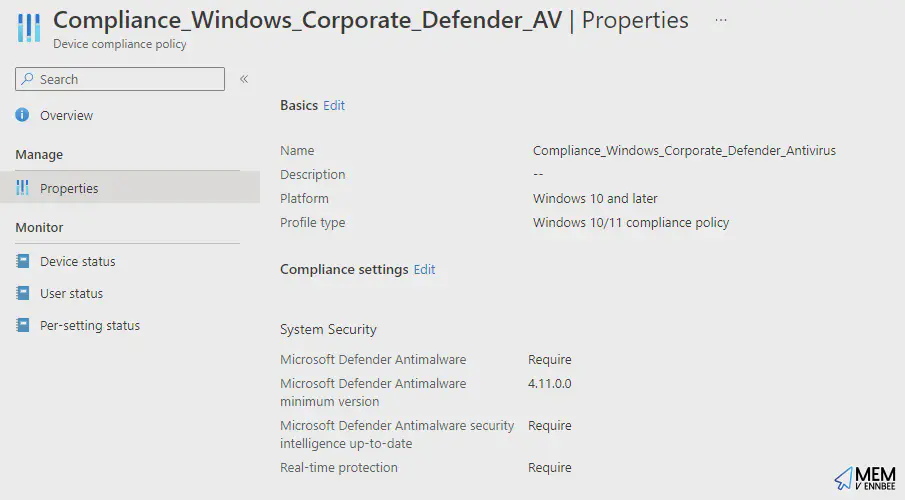 Compliance_Windows_Corporate_Defender_AV | Properties ...
Device compliance policy
Search «
Overview
Manage
Properties
Monitor
Device status
User status
Per-setting status
Basics Edit
Name Compliance_Windows_Corporate_Defender_Antivirus
Description --
Platform Windows 10 and later
Profile type Windows 10/11 compliance policy
Compliance settings Edit
System Security
Microsoft Defender Antimalware Require
Microsoft Defender Antimalware 4.11.0.0
minimum version
Microsoft Defender Antimalware security Require
intelligence up-to-date
Real-time protection Require
MEM
V ENNBEE